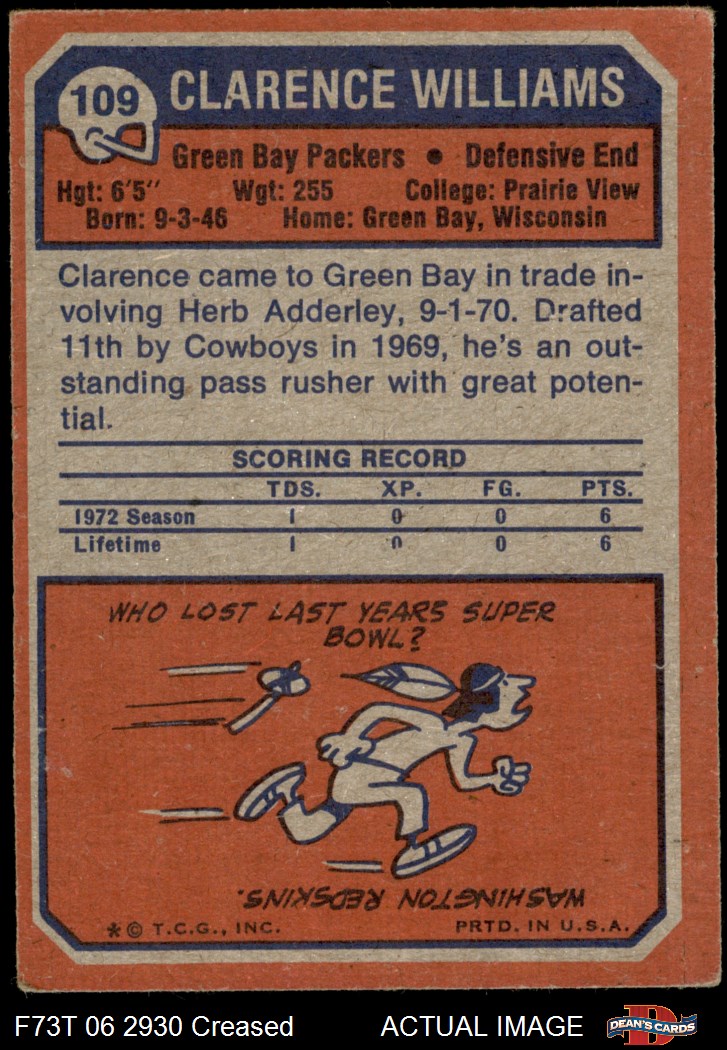 109
CLARENCE WILLIAMS
Green Bay Packers • Defensive End
Hgt: 6'5" Wgt: 255 College: Prairie View
Born: 9-3-46 Home: Green Bay, Wisconsin
Clarence came to Green Bay in trade in-
volving Herb Adderley, 9-1-70. Drafted
11th by Cowboys in 1969, he's an out-
standing pass rusher with great poten-
tial.
SCORING RECORD
TDS. XP. FG. PTS.
1972 Season 1 0 0 6
Lifetime 1 0 0 6
WHO LOST LAST YEARS SUPER
BOWL?
WASHINGTON REDSKINS.
*© T.C.G., INC. PRTD. IN U.S.A.
F73T 06 2930 Creased ACTUAL IMAGE
D
DEAN'S CARDS